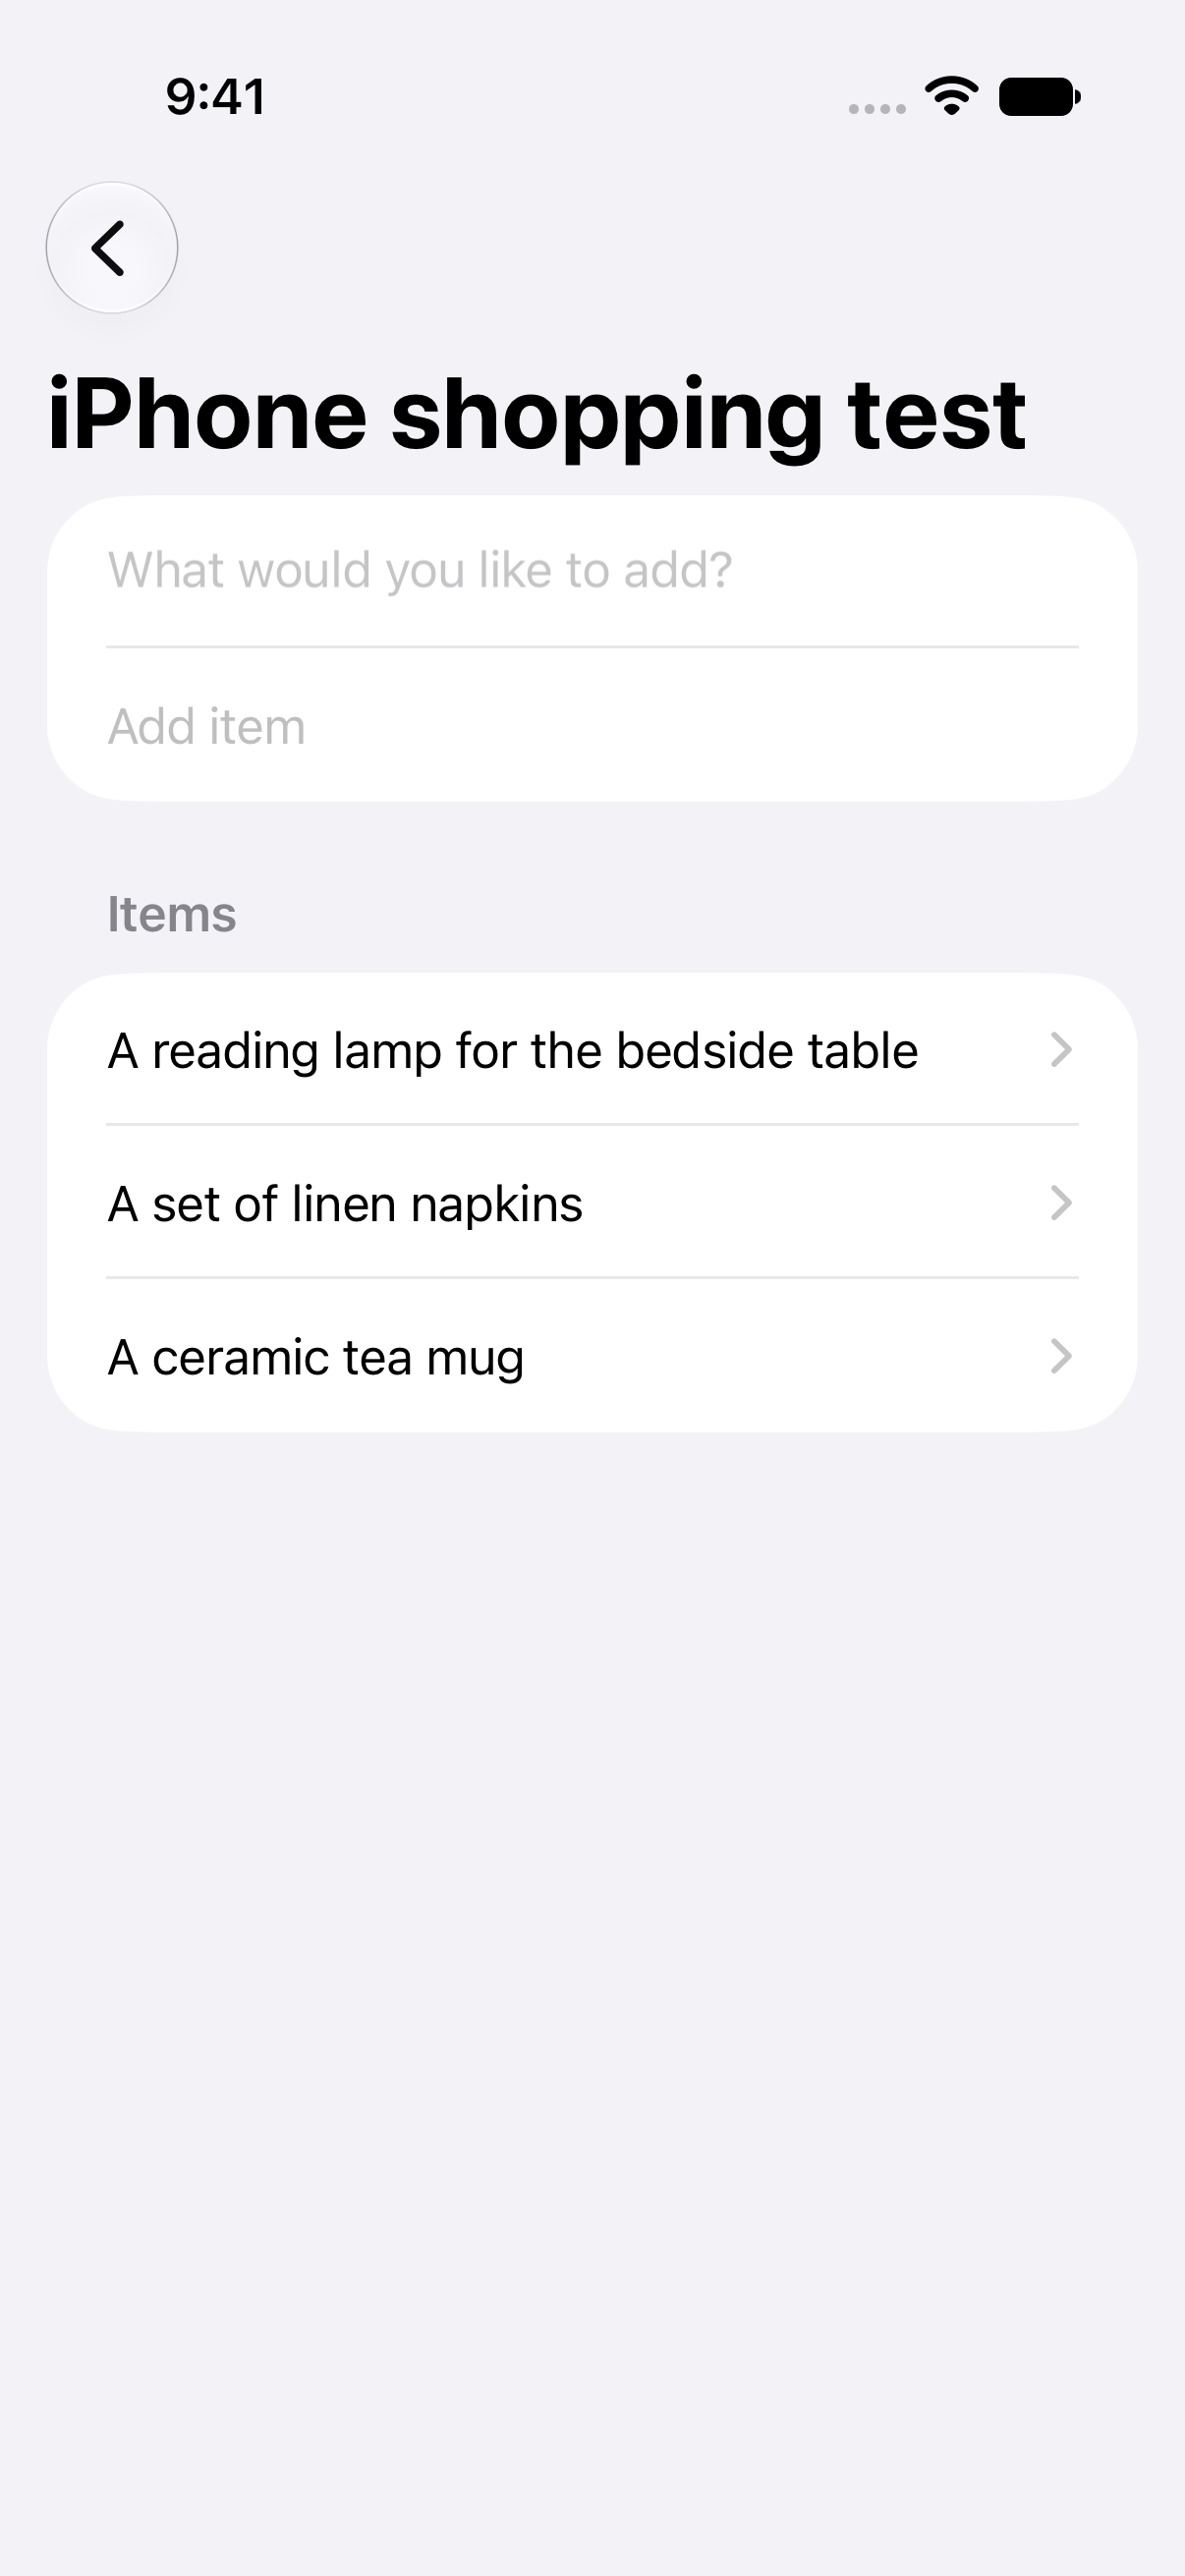 9:41
iPhone shopping test
What would you like to add?
Add item
Items
A reading lamp for the bedside table
A set of linen napkins
A ceramic tea mug